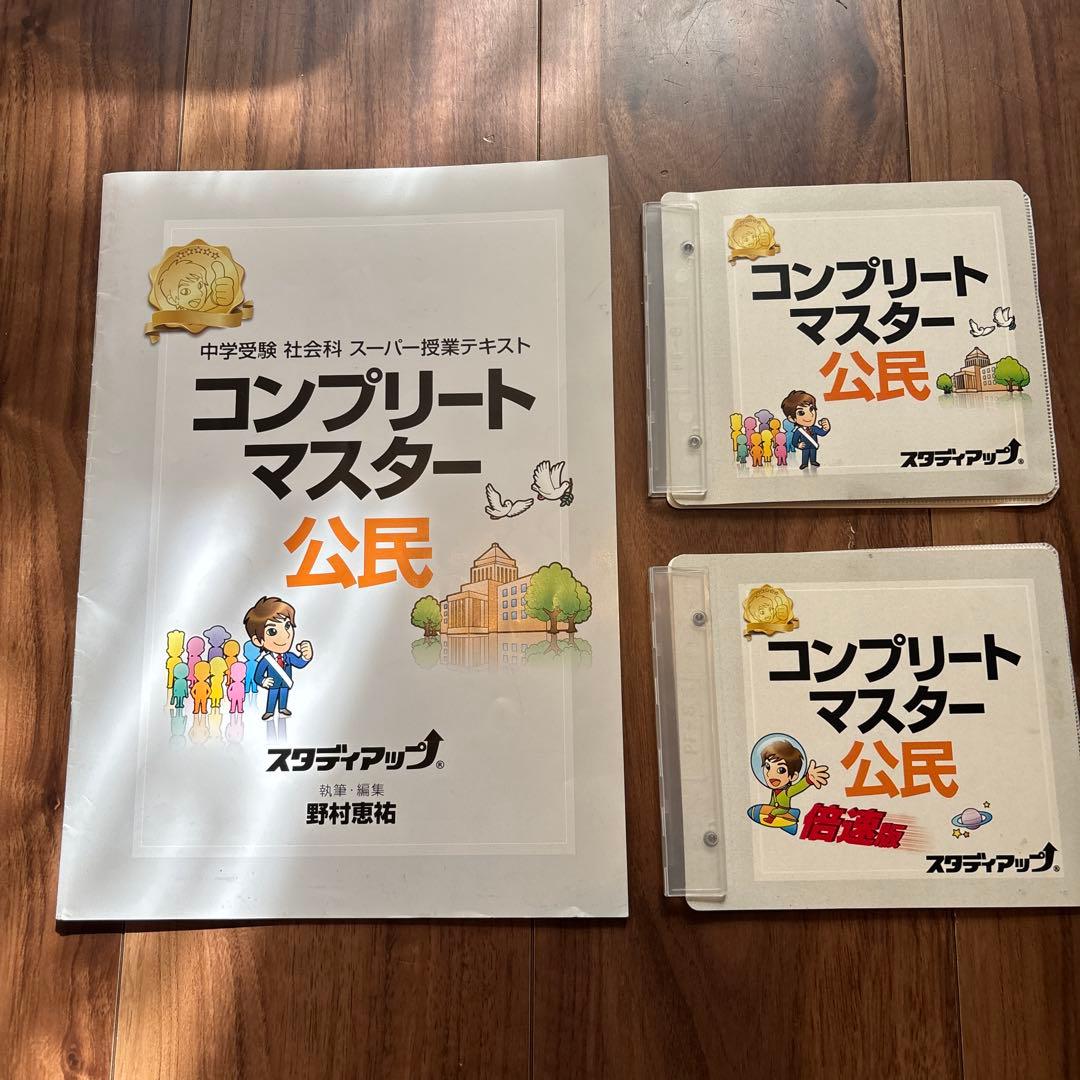 中学受験 社会科 スーパー授業テキスト
コンプリート
マスター
公民
スタディアップ®
執筆・編集
野村恵祐
コンプリート
マスター
公民
スタディアップ®
コンプリート
マスター
公民
倍速版
スタディアップ®